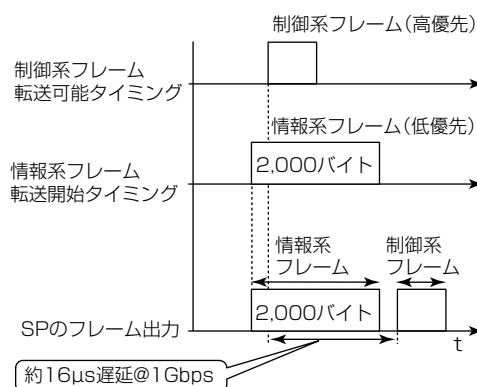 制御系フレーム(高優先)
制御系フレーム
転送可能タイミング
情報系フレーム(低優先)
2,000バイト
情報系フレーム
転送開始タイミング
情報系
フレーム
制御系
フレーム
2,000バイト
SPのフレーム出力
t
約16μs遅延@1Gbps